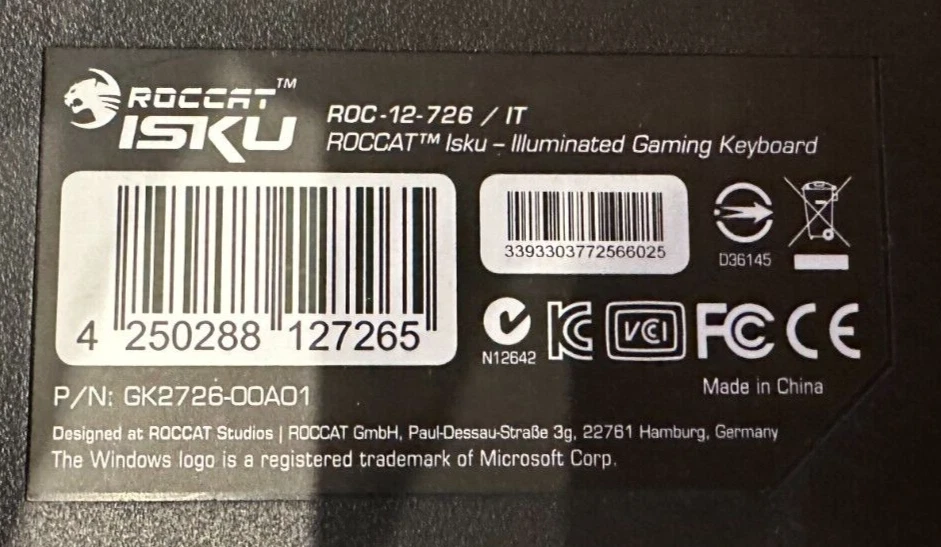 ROCCAT™
ISKU
ROC-12-726 / IT
ROCCAT™ Isku – Illuminated Gaming Keyboard
4 250288 127265
3393303772566025
D36145
N12642
VCI
FC CE
Made in China
P/N: GK2726-00A01
Designed at ROCCAT Studios | ROCCAT GmbH, Paul-Dessau-Straße 3g, 22761 Hamburg, Germany
The Windows logo is a registered trademark of Microsoft Corp.